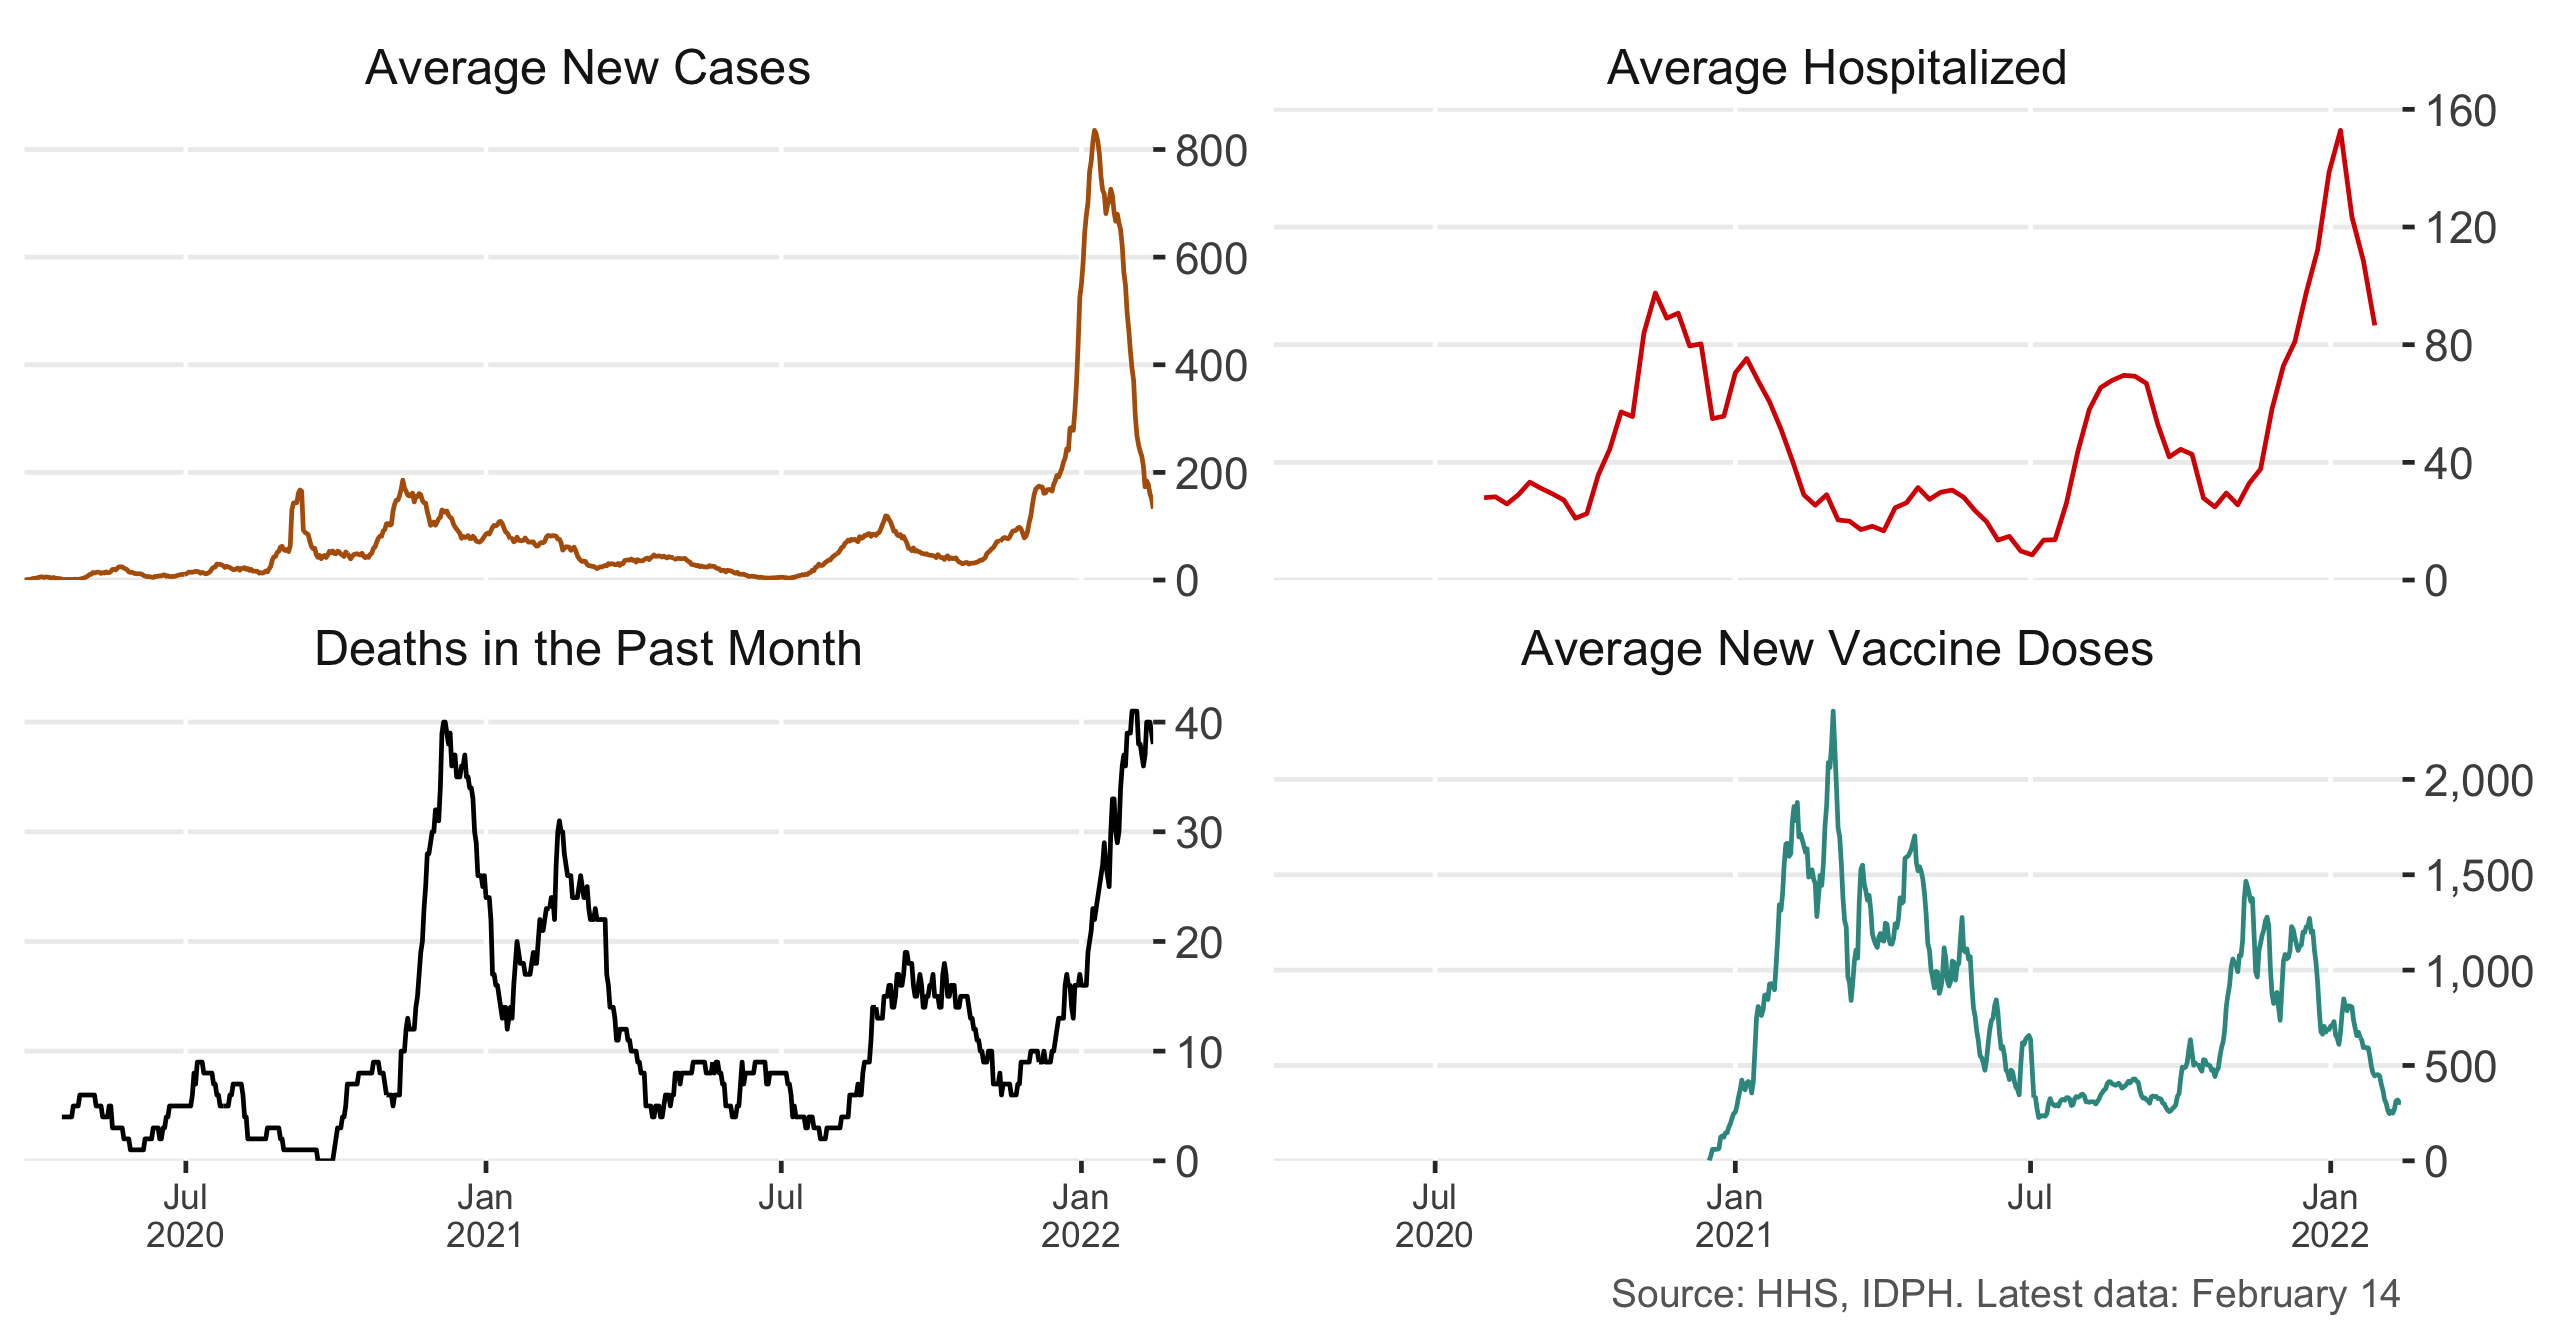 Average New Cases
800
600
400
200
0
Average Hospitalized
160
120
80
40
0
Deaths in the Past Month
40
30
20
10
0
Jul
2020
Jan
2021
Jul
Jan
2022
Average New Vaccine Doses
2,000
1,500
1,000
500
0
Jul
2020
Jan
2021
Jul
Jan
2022
Source: HHS, IDPH. Latest data: February 14